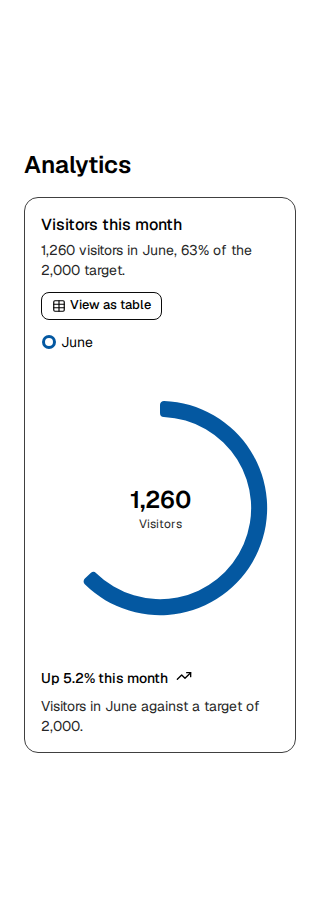 Analytics
Visitors this month
1,260 visitors in June, 63% of the
2,000 target.
View as table
June
1,260
Visitors
Up 5.2% this month
Visitors in June against a target of
2,000.